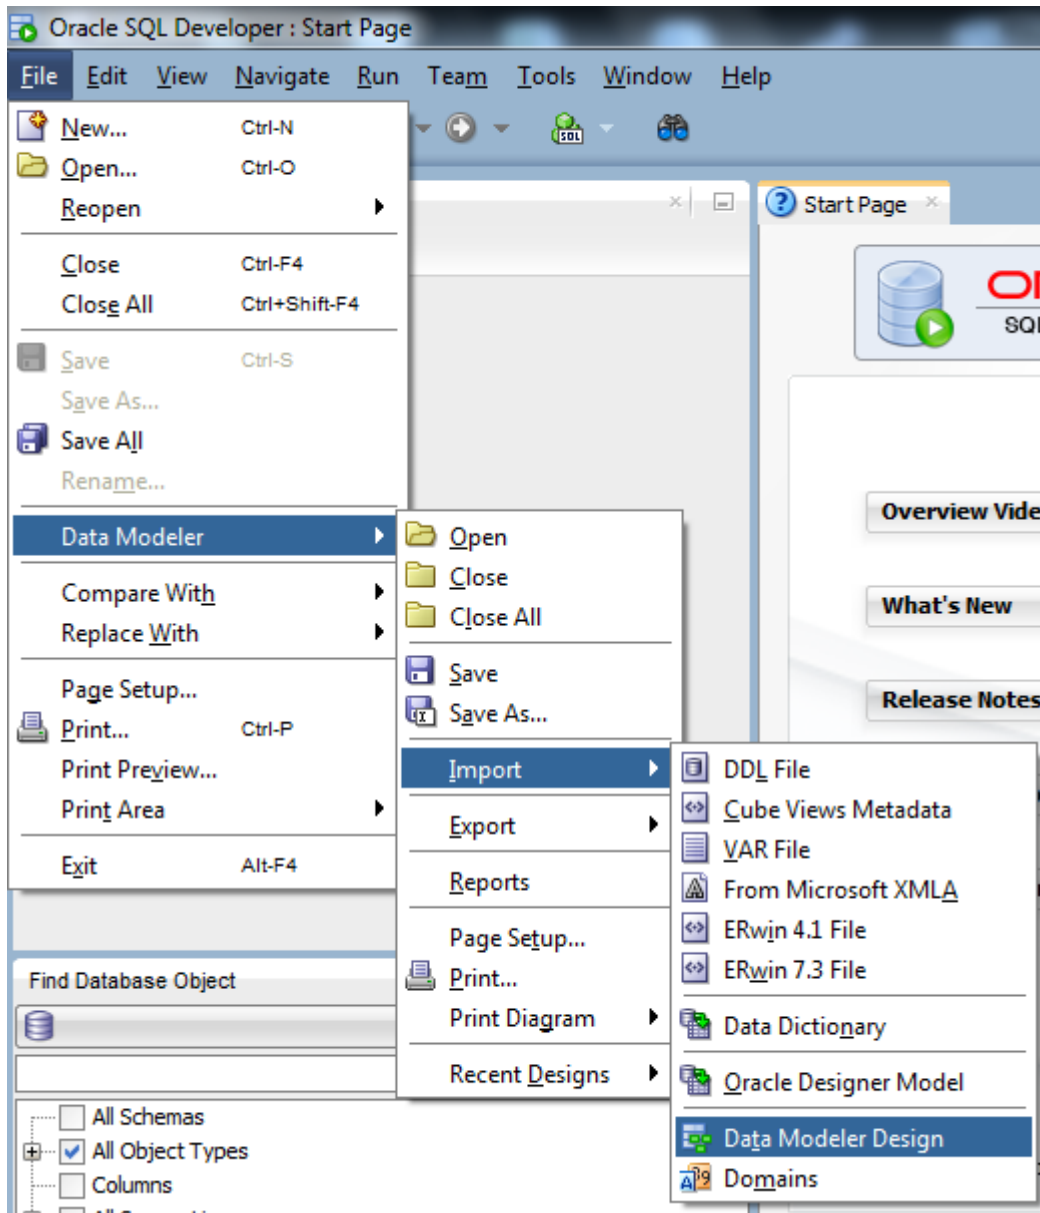 Oracle SQL Developer : Start Page
File Edit View Navigate Run Team Tools Window Help
New... Ctrl-N
Open... Ctrl-O
Reopen
Close Ctrl-F4
Close All Ctrl+Shift-F4
Save Ctrl-S
Save As...
Save All
Rename...
Data Modeler
Compare With
Replace With
Page Setup...
Print... Ctrl-P
Print Preview...
Print Area
Exit Alt-F4
Open
Close
Close All
Save
Save As...
Import
Export
Reports
Page Setup...
Print...
Print Diagram
Recent Designs
DDL File
Cube Views Metadata
VAR File
From Microsoft XMLA
ERwin 4.1 File
ERwin 7.3 File
Data Dictionary
Oracle Designer Model
Data Modeler Design
Domains
SQL
Start Page
Overview Vide
What's New
Release Notes
Find Database Object
All Schemas
All Object Types
Columns